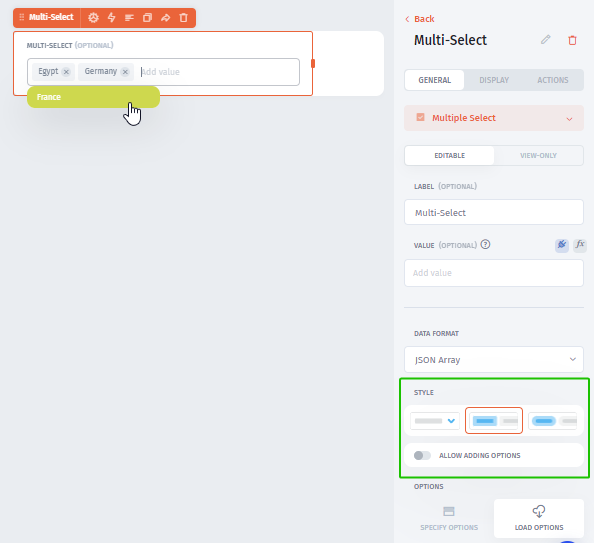 Multi-Select
MULTI-SELECT (OPTIONAL)
Egypt
Germany
Add value
France
Back
Multi-Select
GENERAL
DISPLAY
ACTIONS
Multiple Select
EDITABLE
VIEW-ONLY
LABEL (OPTIONAL)
Multi-Select
VALUE (OPTIONAL) ?
fx
Add value
DATA FORMAT
JSON Array
STYLE
ALLOW ADDING OPTIONS
OPTIONS
SPECIFY OPTIONS
LOAD OPTIONS